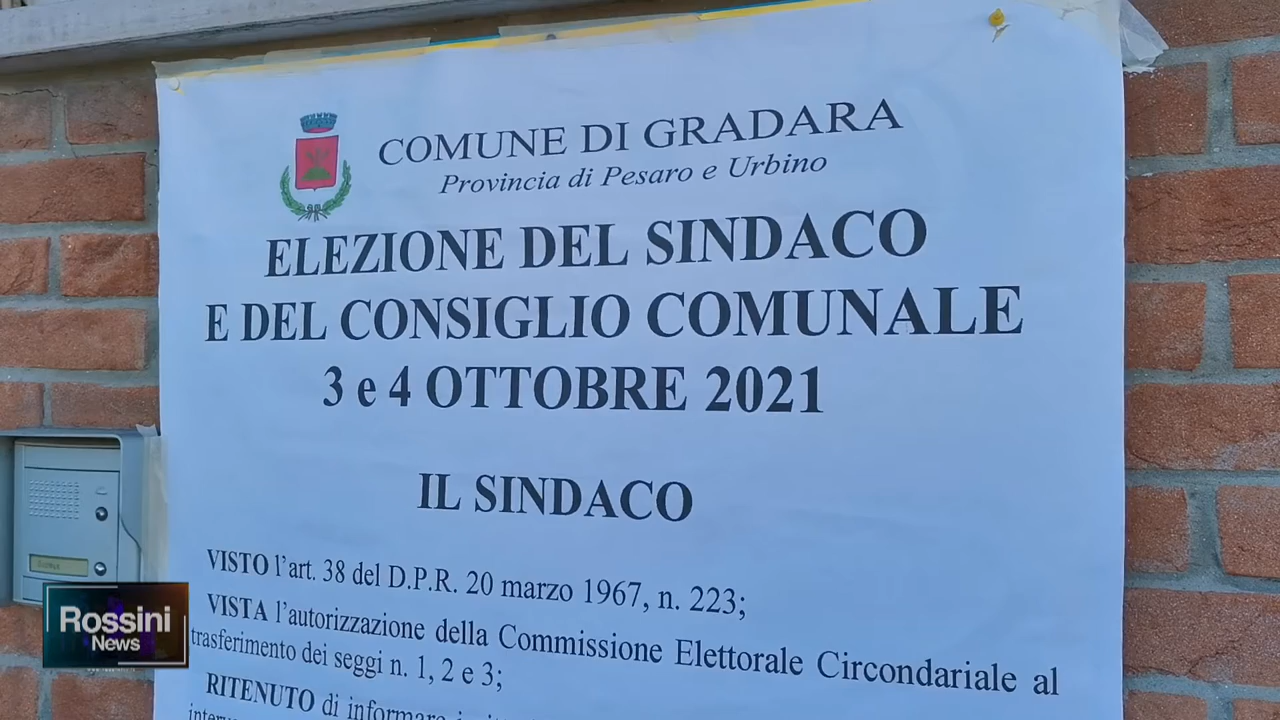 COMUNE DI GRADARA
Provincia di Pesaro e Urbino
ELEZIONE DEL SINDACO
E DEL CONSIGLIO COMUNALE
3 e 4 OTTOBRE 2021
IL SINDACO
VISTO l'art. 38 del D.P.R. 20 marzo 1967, n. 223;
VISTA l'autorizzazione della Commissione Elettorale Circondariale al
trasferimento dei seggi n. 1, 2 e 3;
RITENUTO di informare
Rossini
News